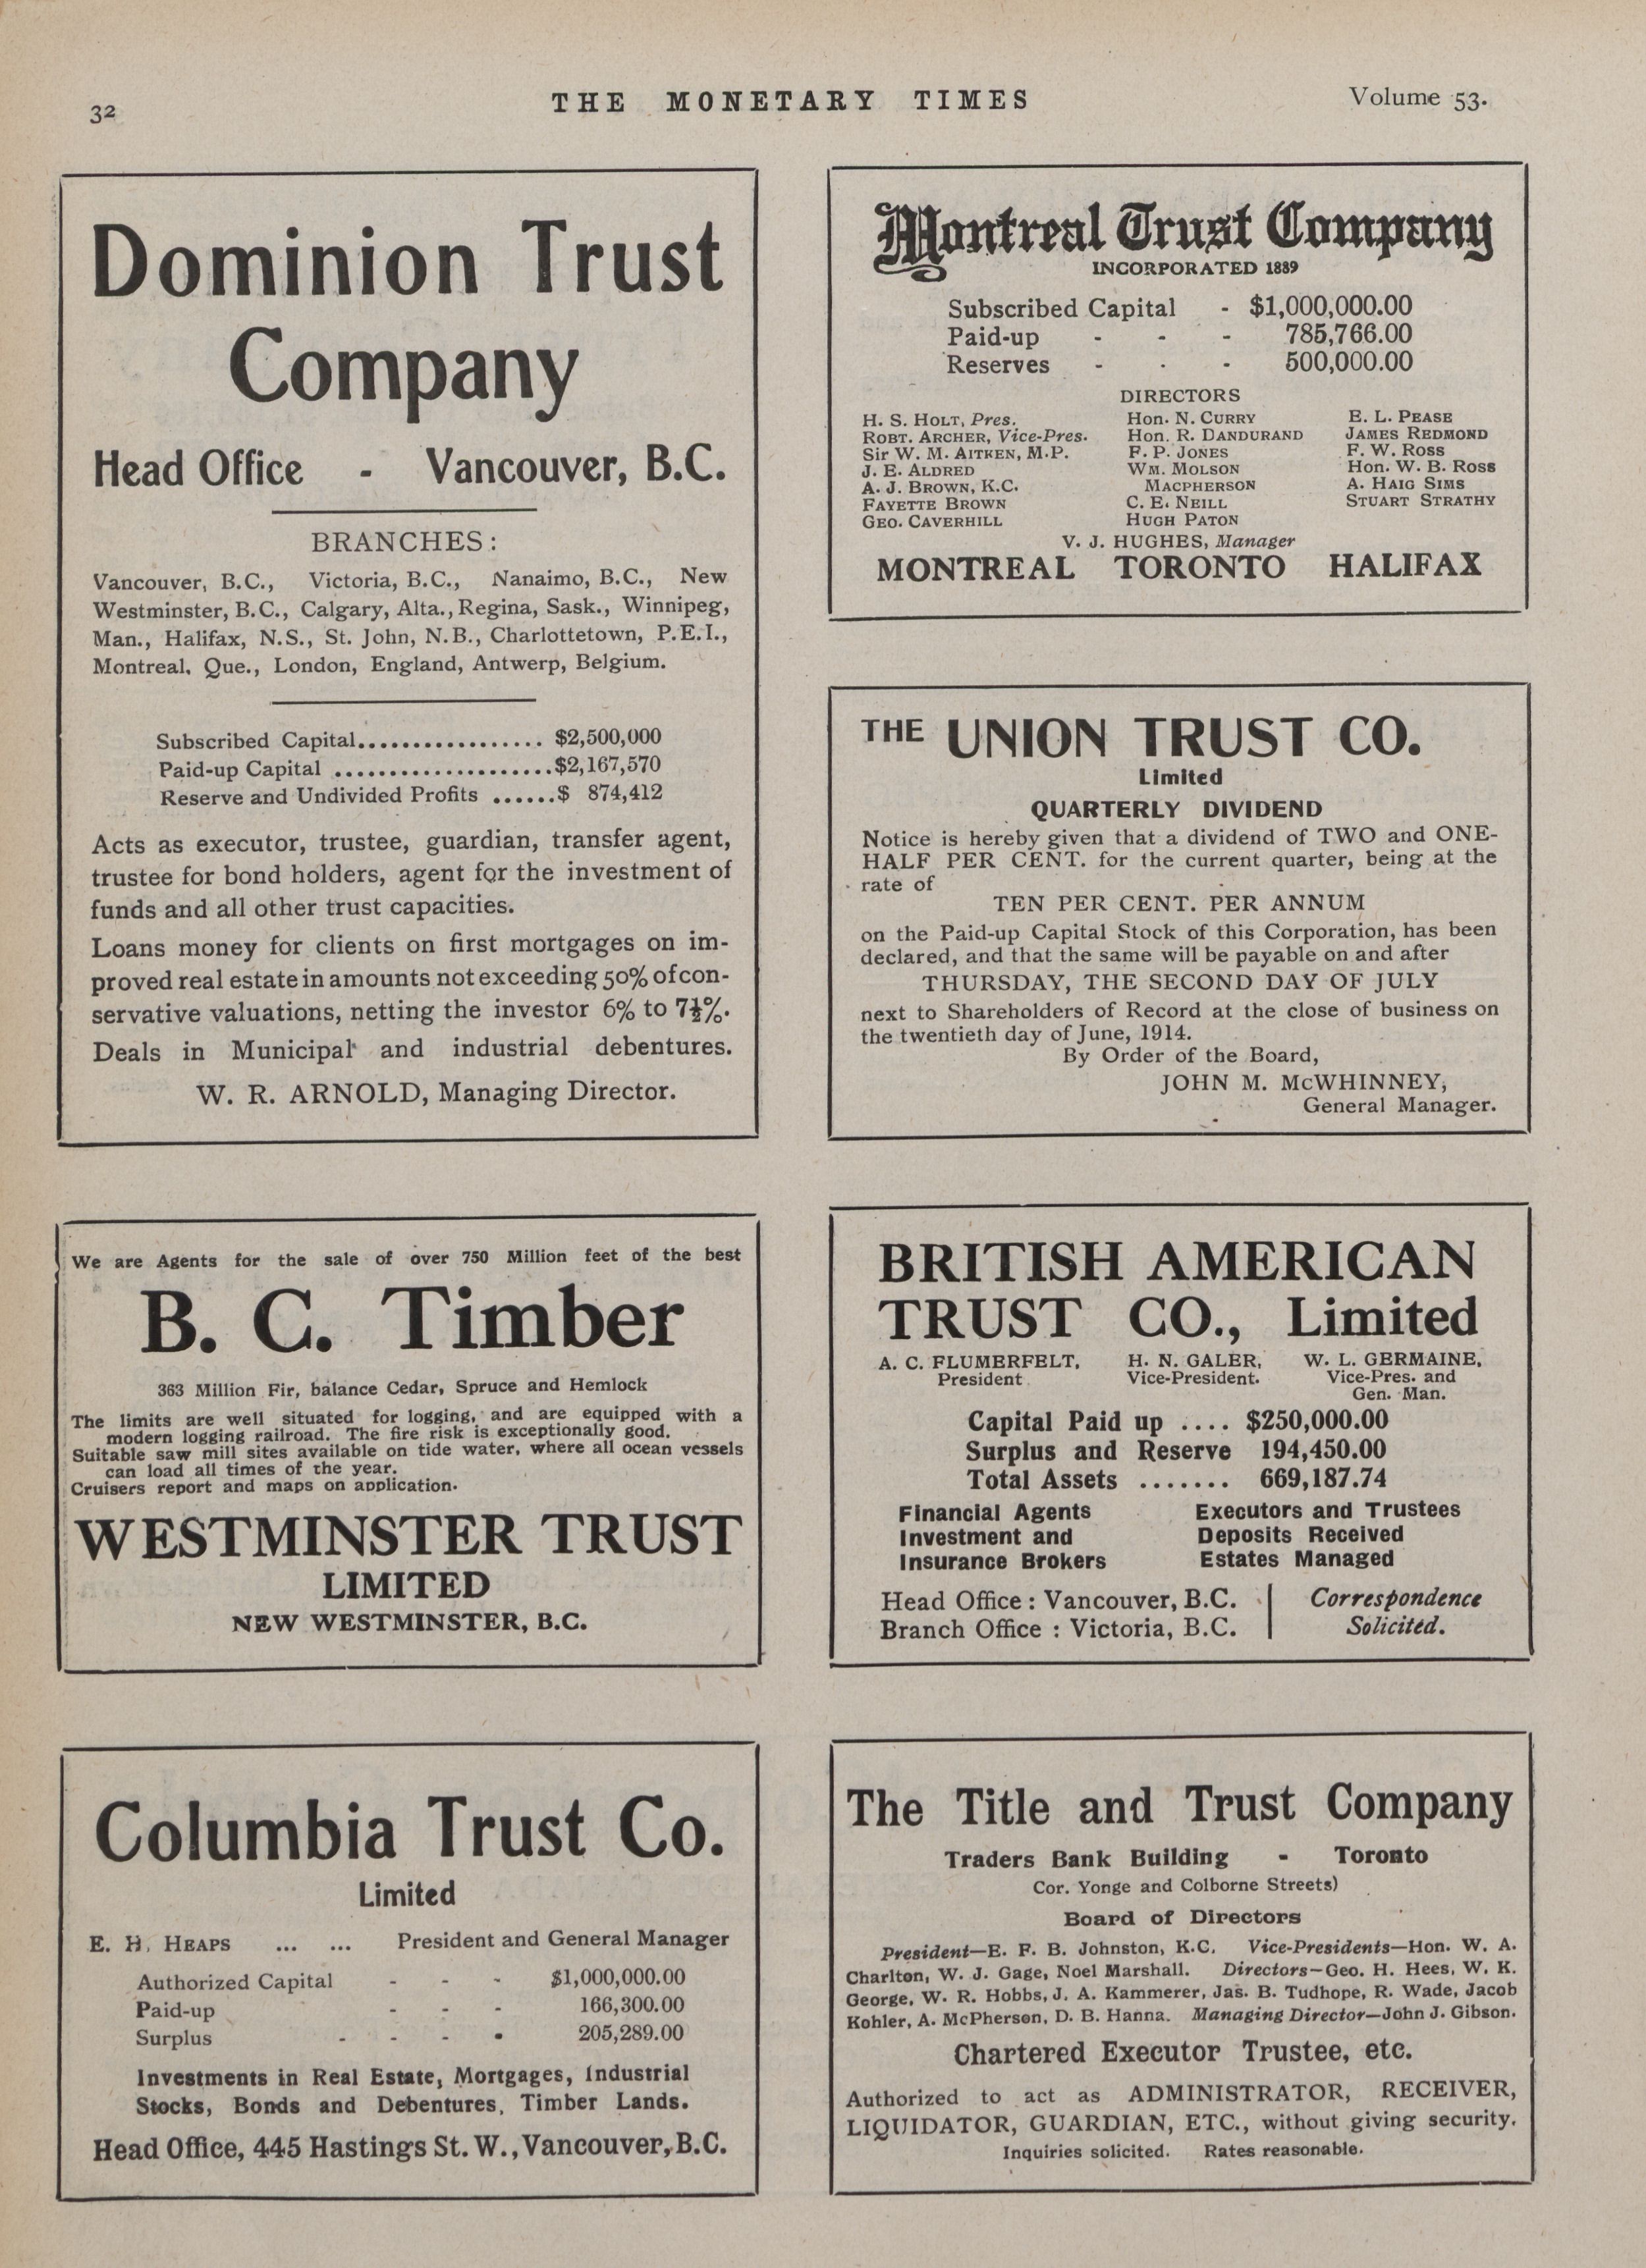 32
THE MONETARY TIMES
Volume 53.
Dominion Trust
Company
Head Office - Vancouver, B.C.
BRANCHES:
Vancouver, B.C., Victoria, B.C., Nanaimo, B.C., New
Westminster, B.C., Calgary, Alta., Regina, Sask., Winnipeg,
Man., Halifax, N.S., St. John, N.B., Charlottetown, P.E.I.,
Montreal, Que., London, England, Antwerp, Belgium.
Subscribed Capital.................. $2,500,000
Paid-up Capital .....................$2,167,570
Reserve and Undivided Profits ......$ 874,412
Acts as executor, trustee, guardian, transfer agent,
trustee for bond holders, agent for the investment of
funds and all other trust capacities.
Loans money for clients on first mortgages on im-
proved real estate in amounts not exceeding 50% of con-
servative valuations, netting the investor 6% to 7½%.
Deals in Municipal and industrial debentures.
W. R. ARNOLD, Managing Director.
We are Agents for the sale of over 750 Million feet of the best
B. C. Timber
363 Million Fir, balance Cedar, Spruce and Hemlock
The limits are well situated for logging, and are equipped with a
modern logging railroad. The fire risk is exceptionally good.
Suitable saw mill sites available on tide water, where all ocean vessels
can load all times of the year.
Cruisers report and maps on application.
WESTMINSTER TRUST
LIMITED
NEW WESTMINSTER, B.C.
Columbia Trust Co.
Limited
E. H. HEAPS ... ... President and General Manager
Authorized Capital - - - $1,000,000.00
Paid-up - - - 166,300.00
Surplus - - - - 205,289.00
Investments in Real Estate, Mortgages, Industrial
Stocks, Bonds and Debentures, Timber Lands.
Head Office, 445 Hastings St. W., Vancouver, B.C.
Montreal Trust Company
INCORPORATED 1889
Subscribed Capital - $1,000,000.00
Paid-up - - - 785,766.00
Reserves - - - 500,000.00
DIRECTORS
H. S. HOLT, Pres. Hon. N. CURRY E. L. PEASE
ROBT. ARCHER, Vice-Pres. Hon. R. DANDURAND JAMES REDMOND
Sir W. M. AITKEN, M.P. F. P. JONES F. W. ROSS
J. E. ALDRED WM. MOLSON Hon. W. B. ROSS
A. J. BROWN, K.C. MACPHERSON A. HAIG SIMS
FAYETTE BROWN C. E. NEILL STUART STRATHY
GEO. CAVERHILL HUGH PATON
V. J. HUGHES, Manager
MONTREAL TORONTO HALIFAX
THE UNION TRUST CO.
Limited
QUARTERLY DIVIDEND
Notice is hereby given that a dividend of TWO and ONE-
HALF PER CENT. for the current quarter, being at the
rate of
TEN PER CENT. PER ANNUM
on the Paid-up Capital Stock of this Corporation, has been
declared, and that the same will be payable on and after
THURSDAY, THE SECOND DAY OF JULY
next to Shareholders of Record at the close of business on
the twentieth day of June, 1914.
By Order of the Board,
JOHN M. McWHINNEY,
General Manager.
BRITISH AMERICAN
TRUST CO., Limited
A. C. FLUMERFELT, H. N. GALER, W. L. GERMAINE,
President Vice-President. Vice-Pres. and
Gen. Man.
Capital Paid up .... $250,000.00
Surplus and Reserve 194,450.00
Total Assets ....... 669,187.74
Financial Agents Executors and Trustees
Investment and Deposits Received
Insurance Brokers Estates Managed
Head Office : Vancouver, B.C. Correspondence
Branch Office : Victoria, B.C. Solicited.
The Title and Trust Company
Traders Bank Building - Toronto
Cor. Yonge and Colborne Streets)
Board of Directors
President—E. F. B. Johnston, K.C. Vice-Presidents—Hon. W. A.
Charlton, W. J. Gage, Noel Marshall. Directors—Geo. H. Hees, W. K.
George, W. R. Hobbs, J. A. Kammerer, Jas. B. Tudhope, R. Wade, Jacob
Kohler, A. McPherson, D. B. Hanna. Managing Director—John J. Gibson.
Chartered Executor Trustee, etc.
Authorized to act as ADMINISTRATOR, RECEIVER,
LIQUIDATOR, GUARDIAN, ETC., without giving security.
Inquiries solicited. Rates reasonable.